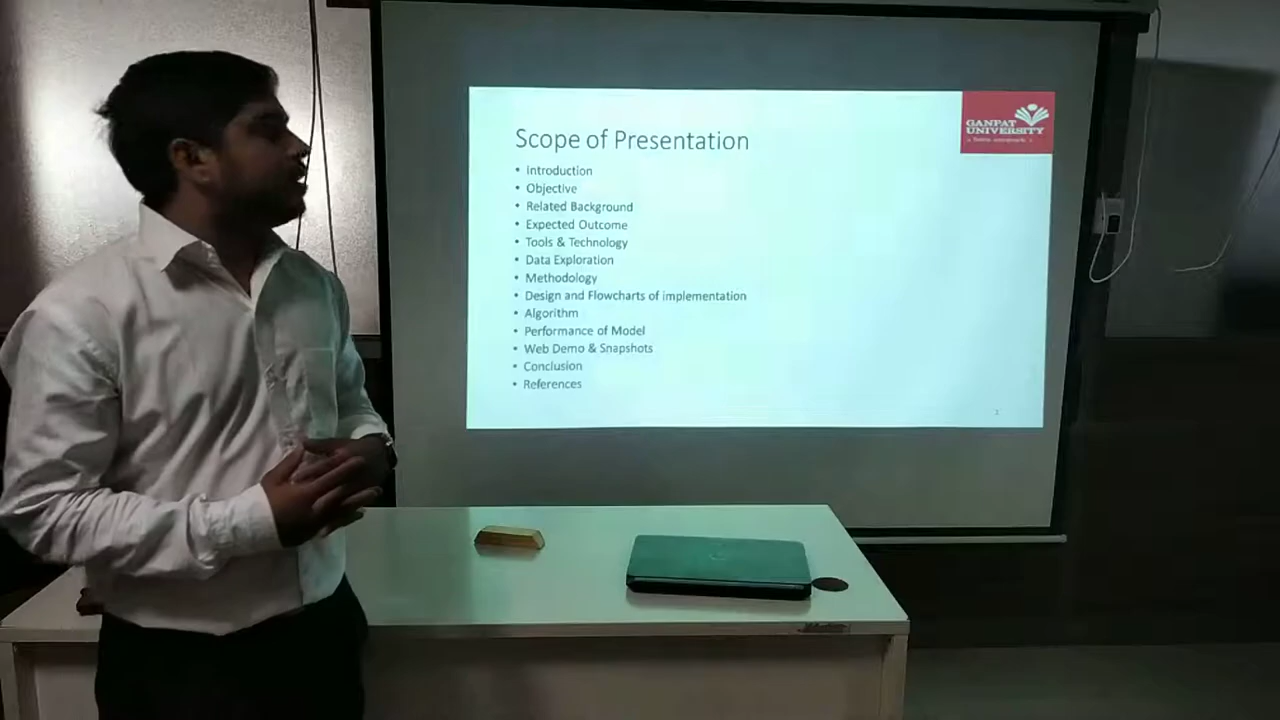 Scope of Presentation
GANPAT
UNIVERSITY
• Introduction
• Objective
• Related Background
• Expected Outcome
• Tools & Technology
• Data Exploration
• Methodology
• Design and Flowcharts of implementation
• Algorithm
• Performance of Model
• Web Demo & Snapshots
• Conclusion
• References